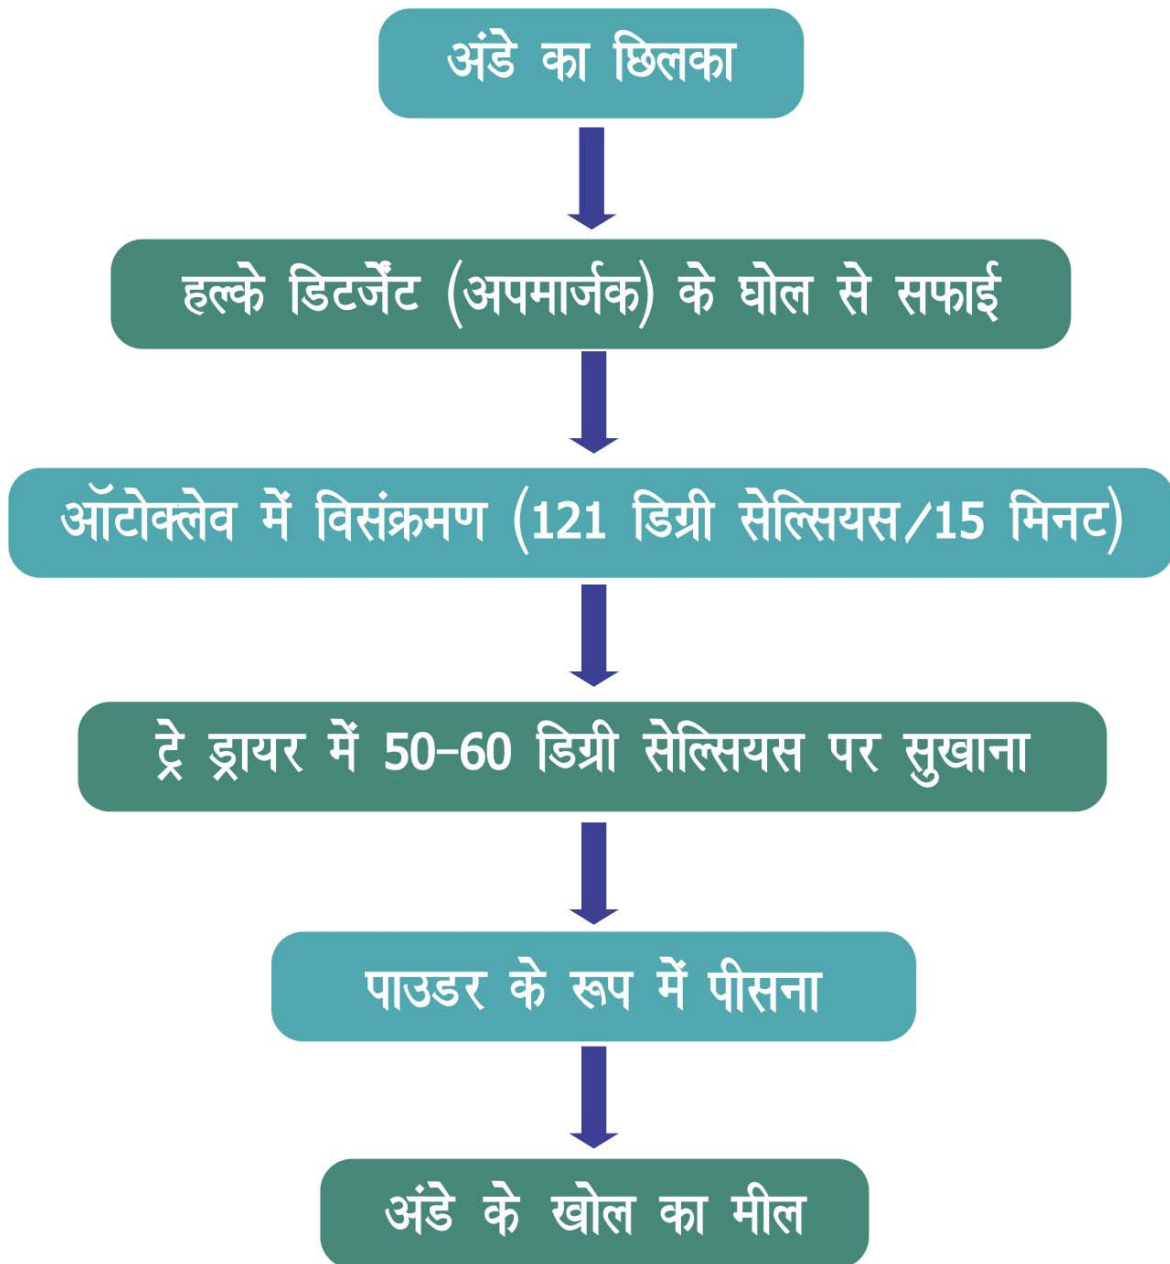 अंडे का छिलका
हल्के डिटर्जेंट (अपमार्जक) के घोल से सफाई
ऑटोक्लेव में विसंक्रमण (121 डिग्री सेल्सियस/15 मिनट)
ट्रे ड्रायर में 50-60 डिग्री सेल्सियस पर सुखाना
पाउडर के रूप में पीसना
अंडे के खोल का मील